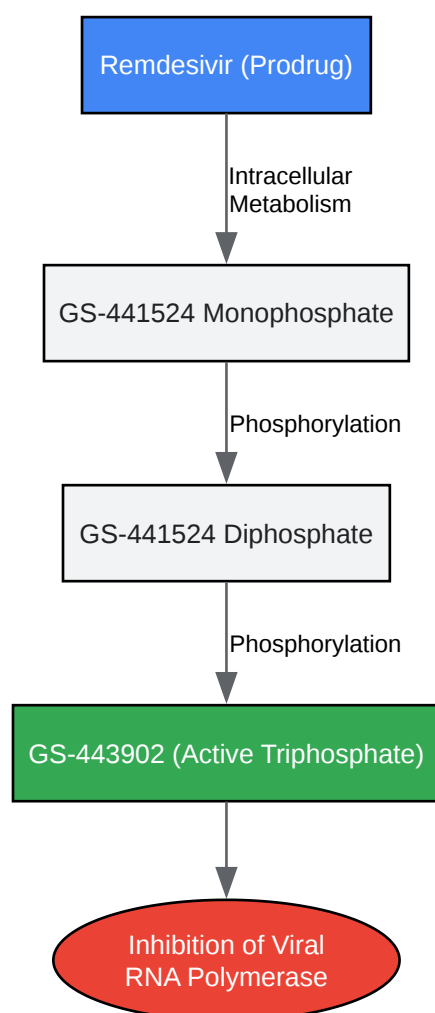 Remdesivir (Prodrug)
Intracellular
Metabolism
GS-441524 Monophosphate
Phosphorylation
GS-441524 Diphosphate
Phosphorylation
GS-443902 (Active Triphosphate)
Inhibition of Viral
RNA Polymerase